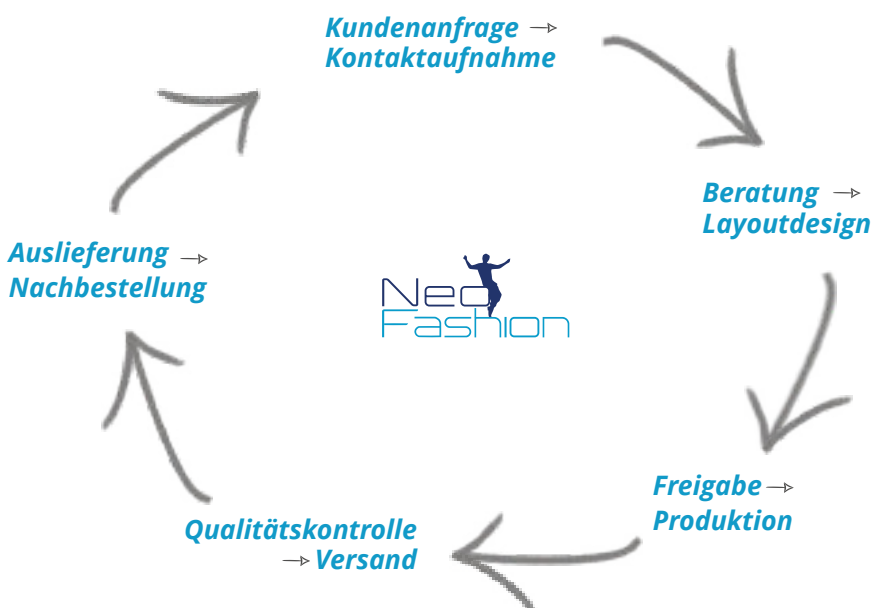 Kundenanfrage →
Kontaktaufnahme
Beratung →
Layoutdesign
Freigabe →
Produktion
Qualitätskontrolle
→ Versand
Auslieferung →
Nachbestellung
Neo
Fashion